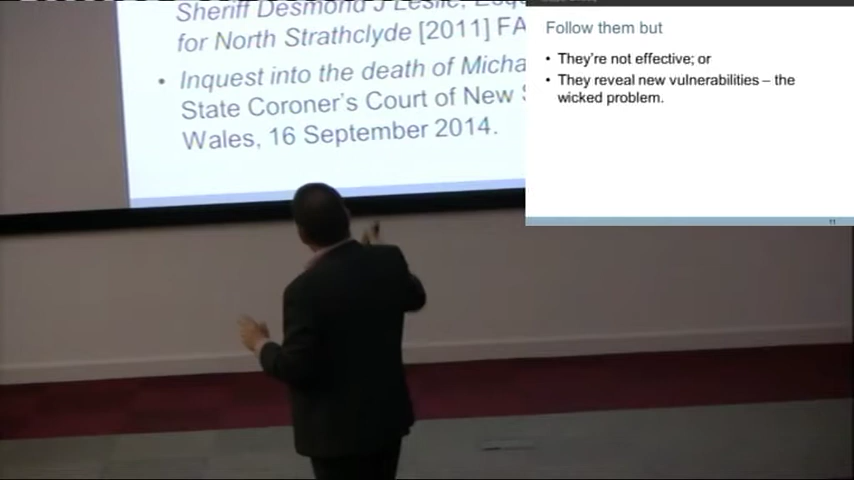 Sheriff Desmond J Leslie,
for North Strathclyde [2011] FA
• Inquest into the death of Micha
State Coroner's Court of New S
Wales, 16 September 2014.
Follow them but
• They're not effective; or
• They reveal new vulnerabilities – the
wicked problem.
11